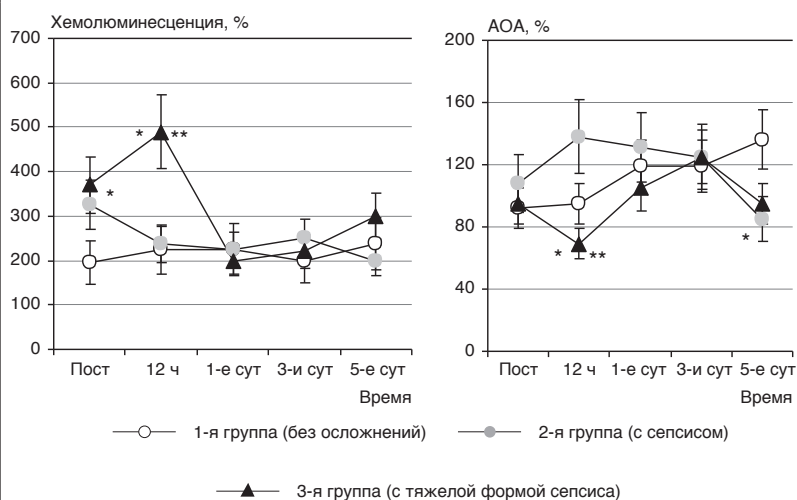 Хемолюминесценция, %
700
600
500
400
300
200
100
0
* **
*
Пост 12 ч 1-е сут 3-и сут 5-е сут
Время
АОА, %
200
160
120
80
40
0
* **
*
Пост 12 ч 1-е сут 3-и сут 5-е сут
Время
1-я группа (без осложнений) 2-я группа (с сепсисом)
3-я группа (с тяжелой формой сепсиса)